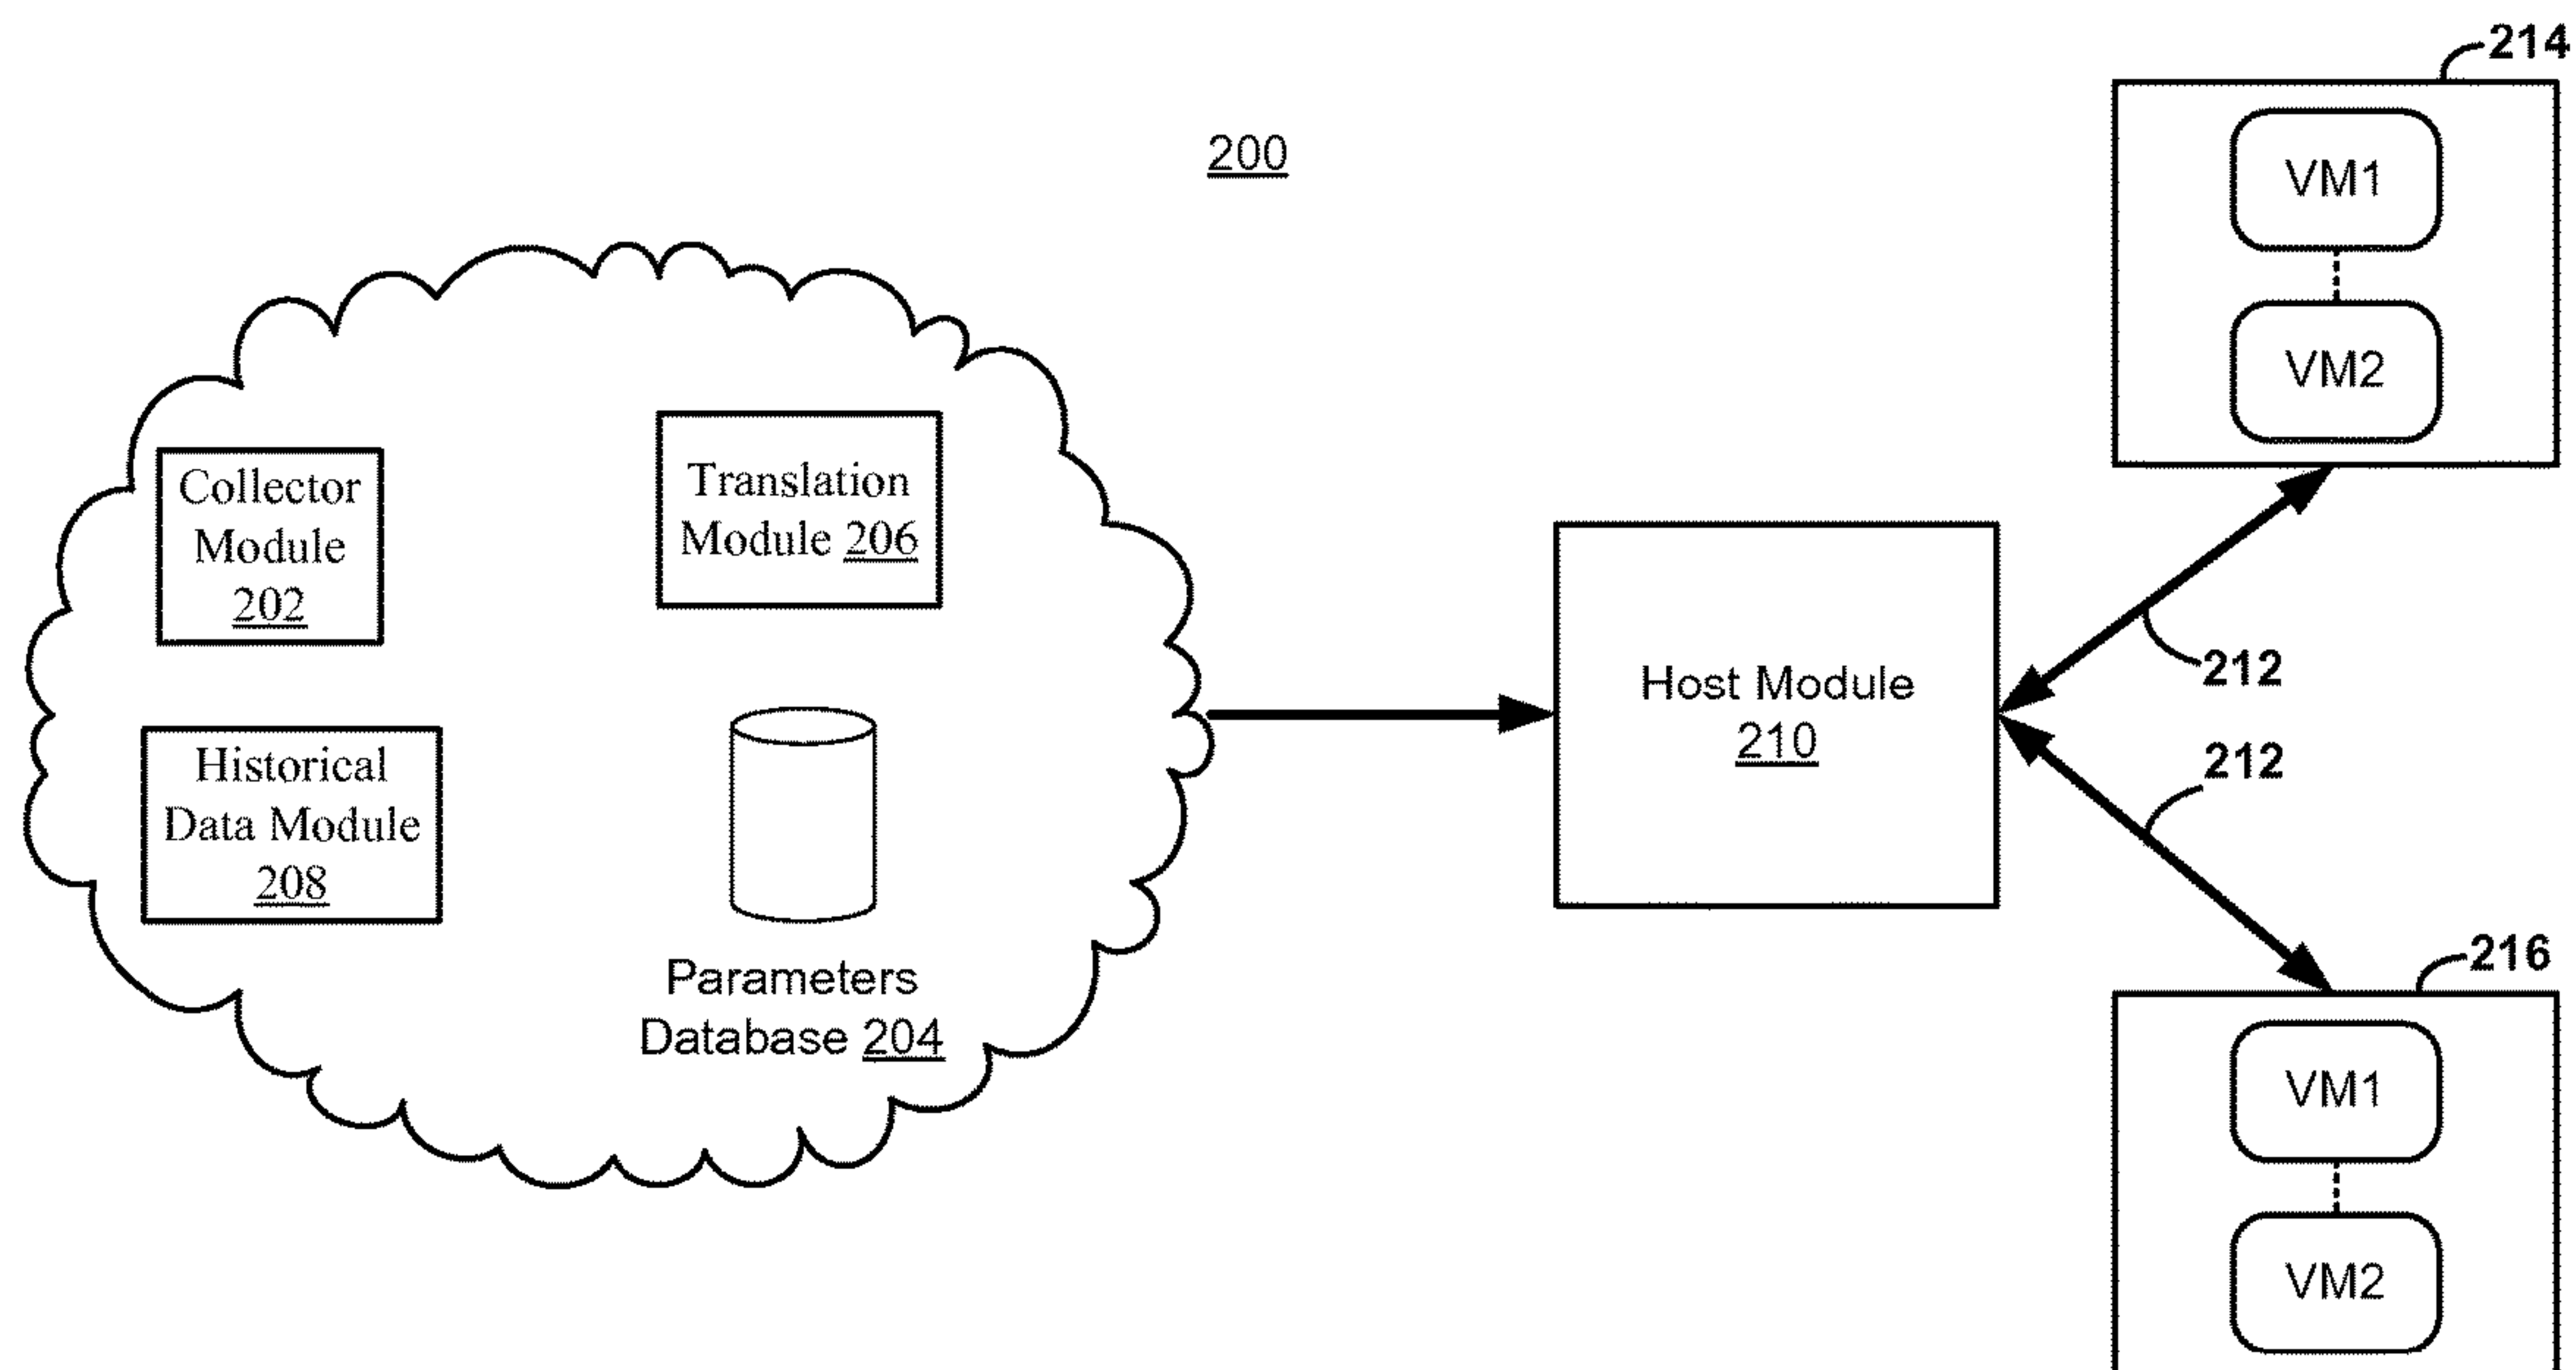 200
Collector
Module
202
Translation
Module 206
Historical
Data Module
208
Parameters
Database 204
Host Module
210
212
212
214
VM1
VM2
216
VM1
VM2